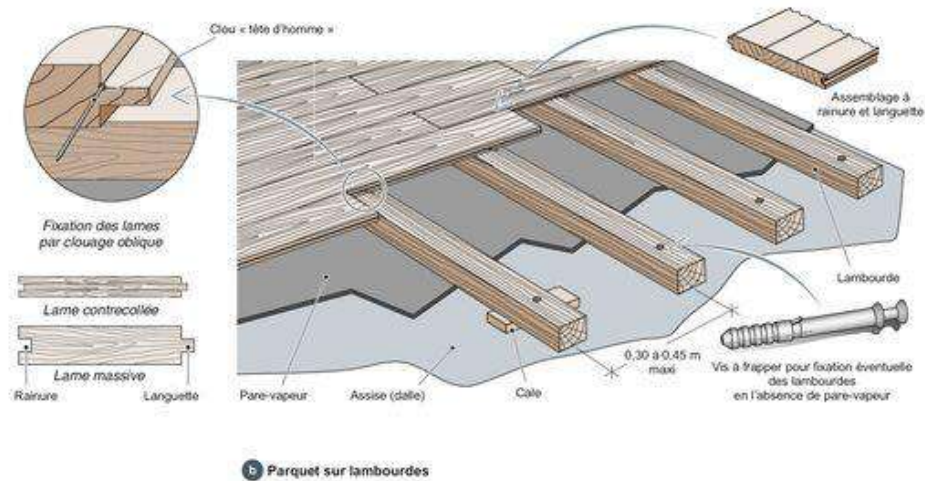 Clou « tête d'homme »
Assemblage à
rainure et languette
Fixation des lames
par clouage oblique
Lame contrecollée
Lame massive
Rainure
Languette
Pare-vapeur
Assise (dalle)
Cale
0,30 à 0,45 m
maxi
Lambourde
Vis à frapper pour fixation éventuelle
des lambourdes
en l'absence de pare-vapeur
b Parquet sur lambourdes